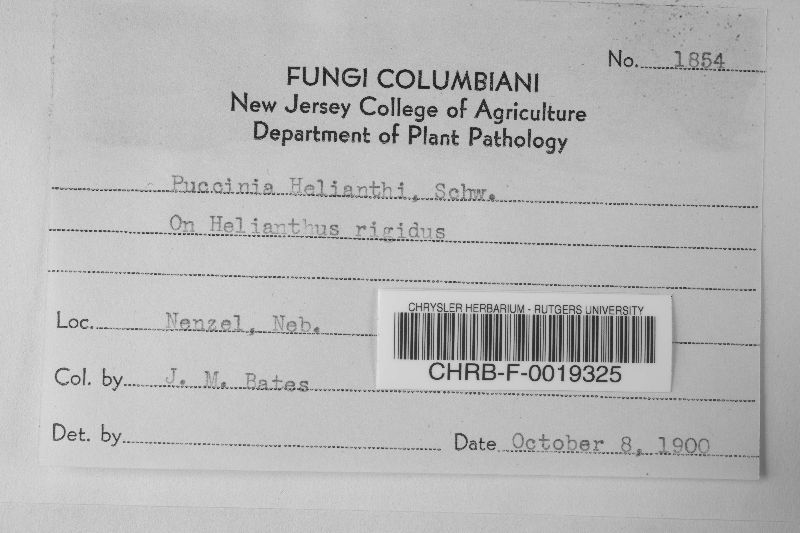 No. 1854
FUNGI COLUMBIANI
New Jersey College of Agriculture
Department of Plant Pathology
Puccinia Helianthi, Schw.
On Helianthus rigidus
Loc. Nenzel, Neb.
CHRYSLER HERBARIUM - RUTGERS UNIVERSITY
CHRB-F-0019325
Col. by J. M. Bates
Det. by
Date October 8, 1900